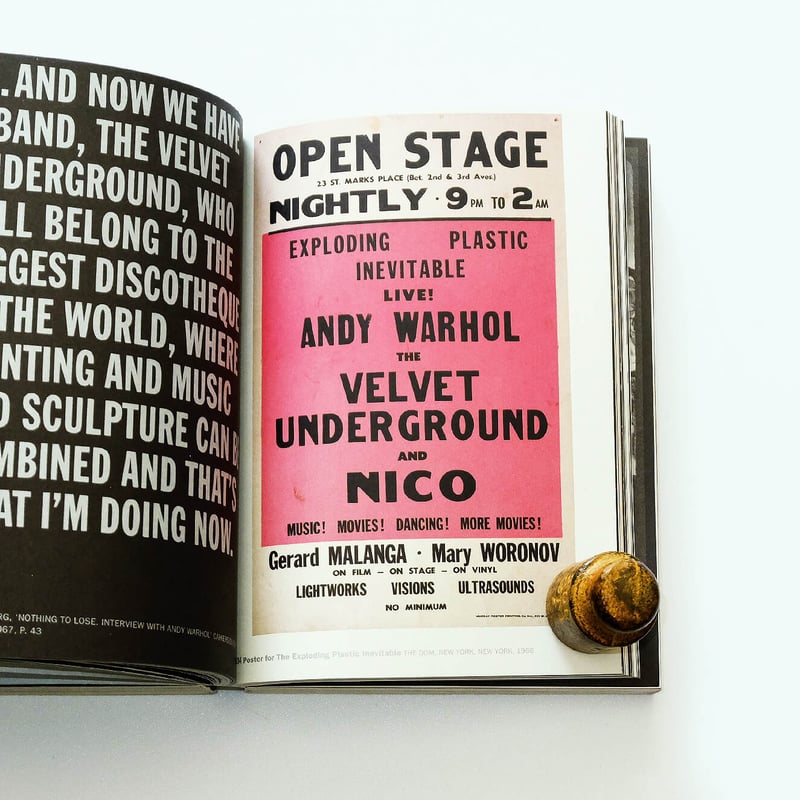 . AND NOW WE HAVE
BAND, THE VELVET
DERGROUND, WHO
LL BELONG TO THE
GGEST DISCOTHEQUE
THE WORLD, WHERE
NTING AND MUSIC
D SCULPTURE CAN B
MBINED AND THAT'S
AT I'M DOING NOW.
RG, 'NOTHING TO LOSE. INTERVIEW WITH ANDY WARHOL'
967, P. 43
OPEN STAGE
23 ST. MARKS PLACE (Bet. 2nd & 3rd Aves.)
NIGHTLY · 9 PM TO 2 AM
EXPLODING PLASTIC
INEVITABLE
LIVE!
ANDY WARHOL
THE
VELVET
UNDERGROUND
AND
NICO
MUSIC! MOVIES! DANCING! MORE MOVIES!
Gerard MALANGA · Mary WORONOV
ON FILM — ON STAGE — ON VINYL
LIGHTWORKS VISIONS ULTRASOUNDS
NO MINIMUM
Poster for The Exploding Plastic Inevitable THE DOM, NEW YORK, NEW YORK, 1966